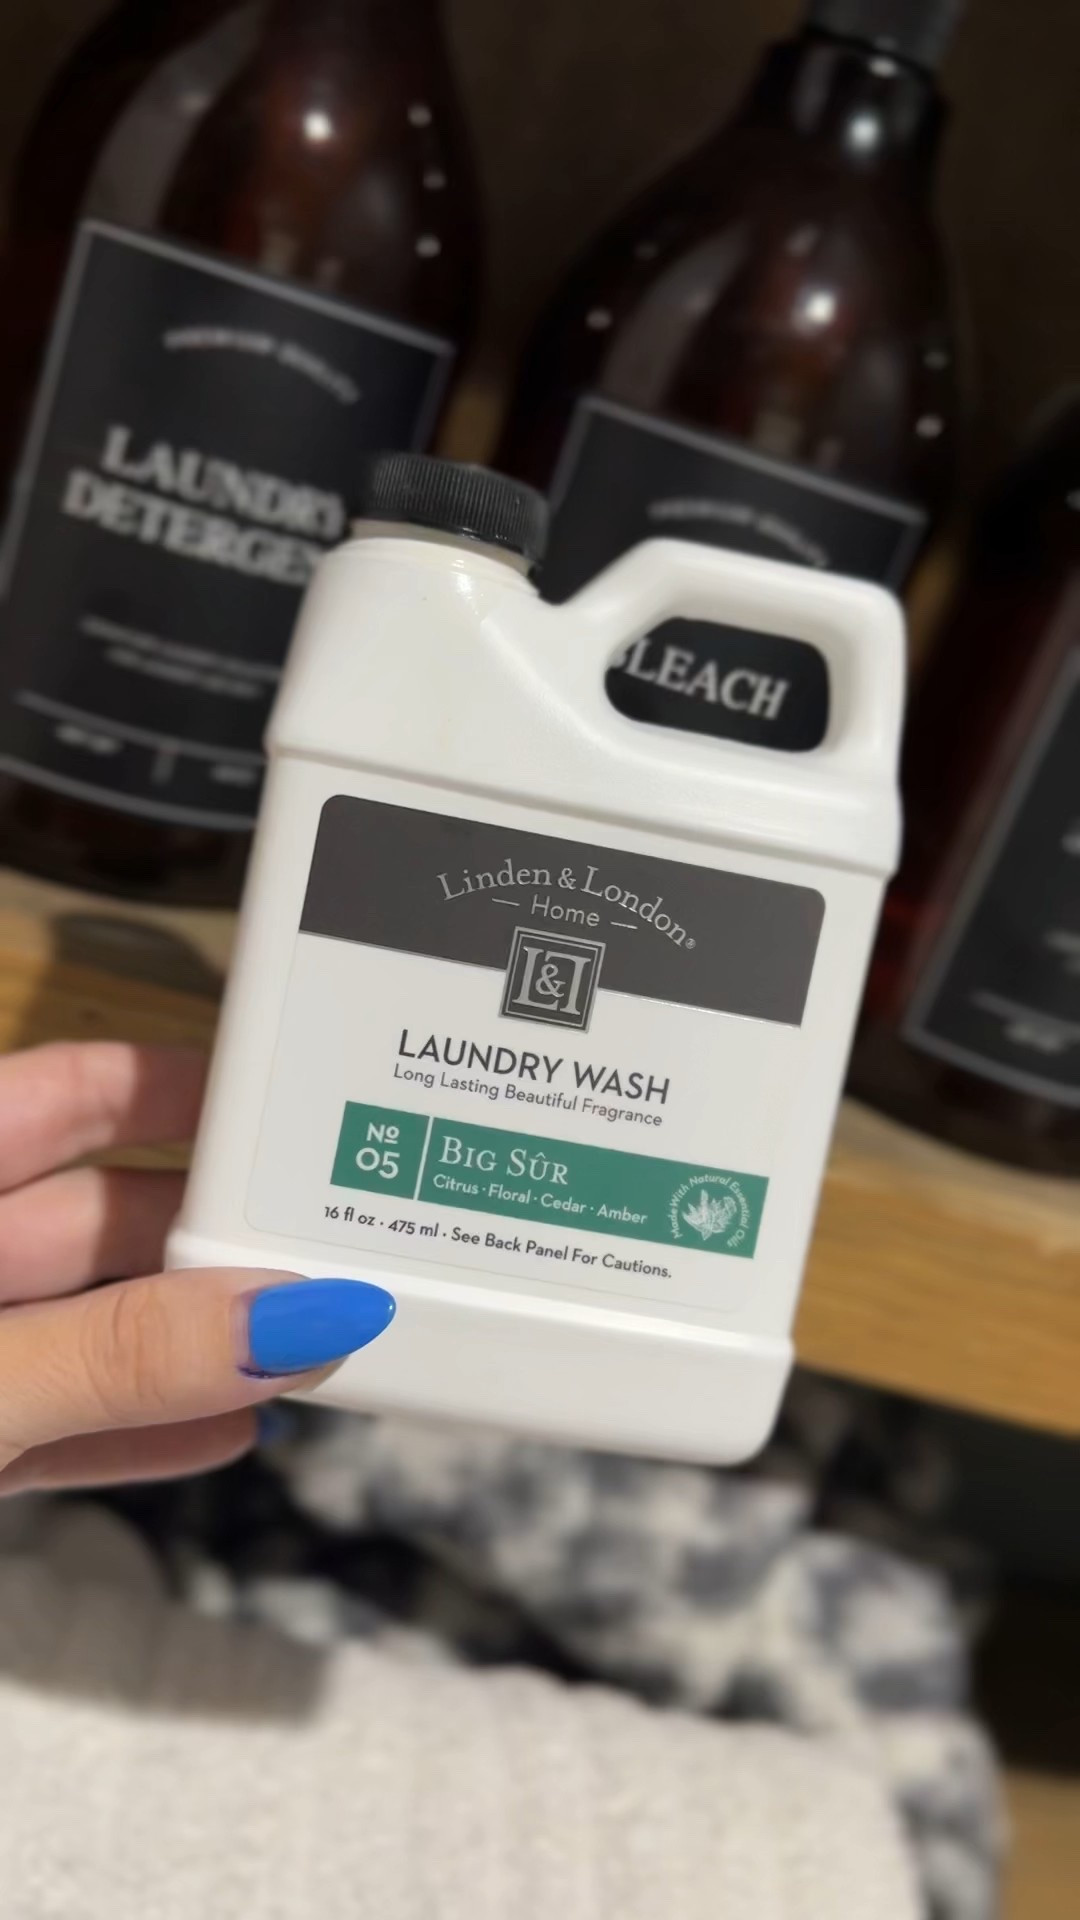 LAUNDRY
DETERGE
BLEACH
Linden & London®
Home
L&L
LAUNDRY WASH
Long Lasting Beautiful Fragrance
Nº
05
BIG SÛR
Citrus · Floral · Cedar · Amber
Made With Natural Essential Oils
16 fl oz · 475 ml · See Back Panel For Cautions.